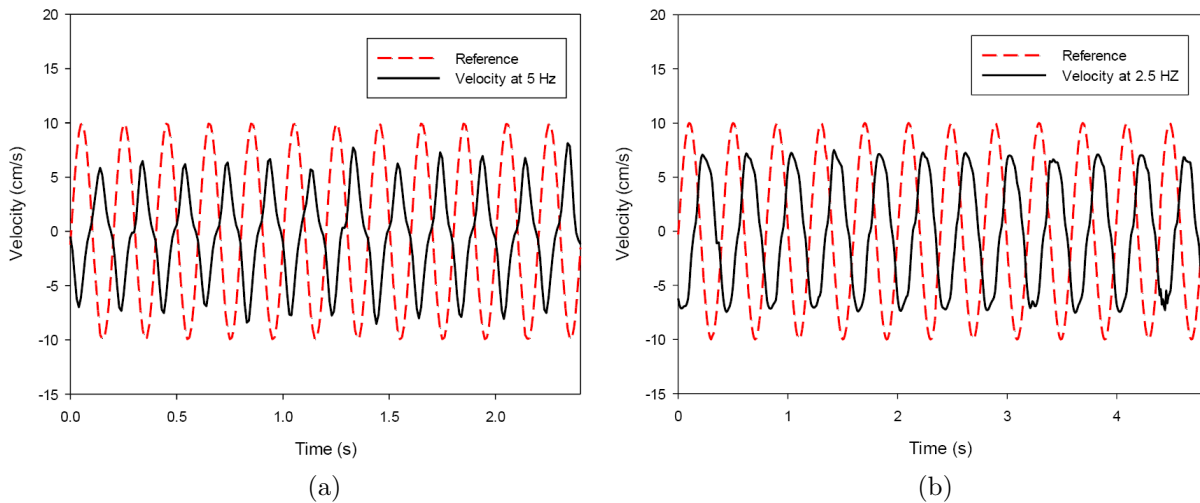 20
15
10
5
0
-5
-10
-15
Velocity (cm/s)
Reference
Velocity at 5 Hz
0.0 0.5 1.0 1.5 2.0
Time (s)
(a)
20
15
10
5
0
-5
-10
-15
Velocity (cm/s)
Reference
Velocity at 2.5 HZ
0 1 2 3 4
Time (s)
(b)